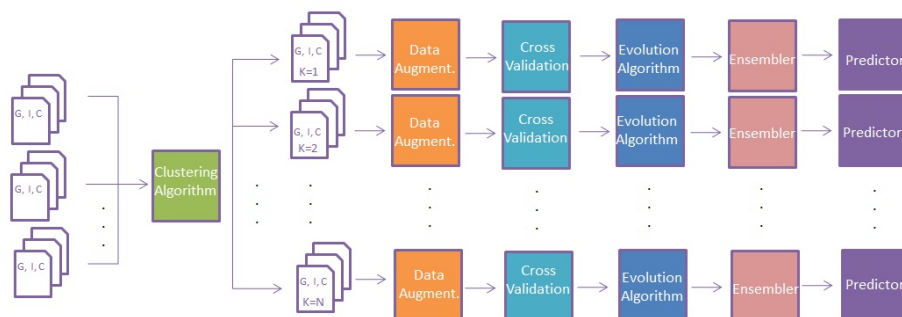 G, I, C
G, I, C
G, I, C
Clustering
Algorithm
G, I, C
K=1
Data
Augment.
Cross
Validation
Evolution
Algorithm
Ensembler
Predictor
G, I, C
K=2
Data
Augment.
Cross
Validation
Evolution
Algorithm
Ensembler
Predictor
G, I, C
K=N
Data
Augment.
Cross
Validation
Evolution
Algorithm
Ensembler
Predictor